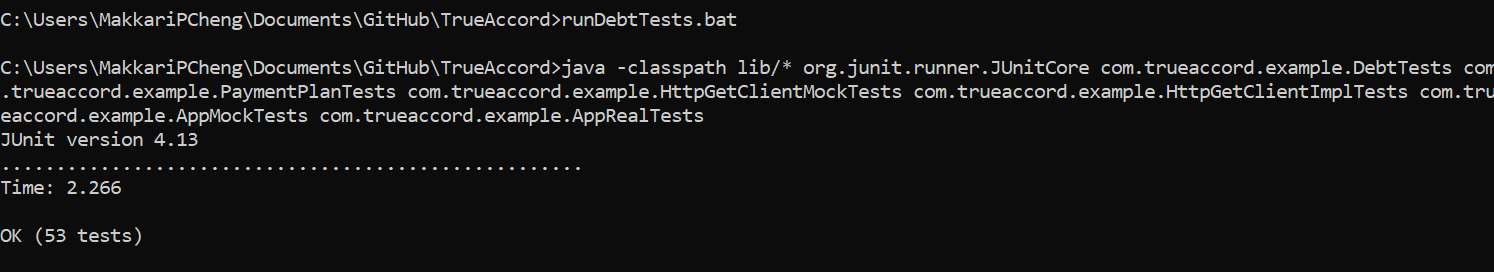 C:\Users\MakkariPCheng\Documents\GitHub\TrueAccord>runDebtTests.bat
C:\Users\MakkariPCheng\Documents\GitHub\TrueAccord>java -classpath lib/* org.junit.runner.JUnitCore com.trueaccord.example.DebtTests com
.trueaccord.example.PaymentPlanTests com.trueaccord.example.HttpGetClientMockTests com.trueaccord.example.HttpGetClientImplTests com.tru
eaccord.example.AppMockTests com.trueaccord.example.AppRealTests
JUnit version 4.13
.....................................................
Time: 2.266
OK (53 tests)